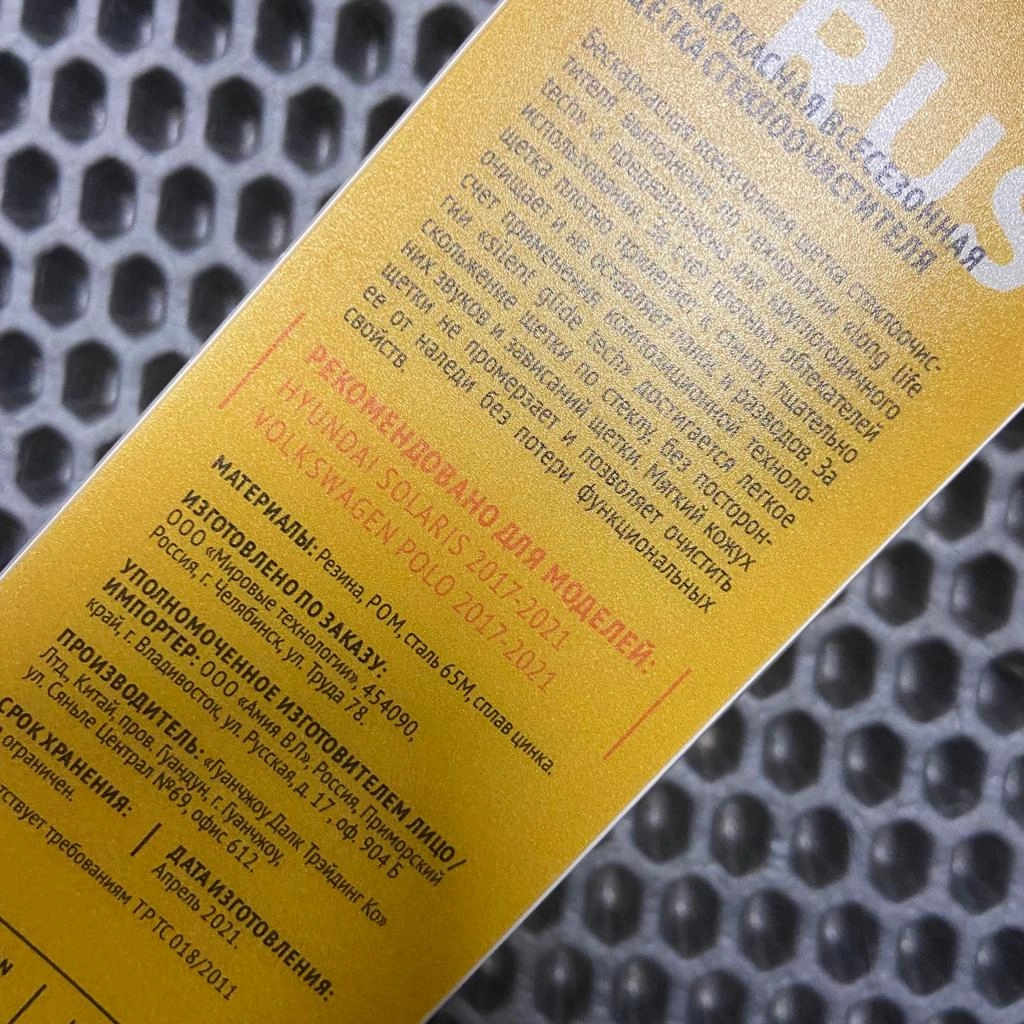 RUS
БЕСКАРКАСНАЯ ВСЕСЕЗОННАЯ
ЩЕТКА СТЕКЛООЧИСТИТЕЛЯ
Бескаркасная всесезонная щетка стеклоочис-
тителя выполнена по технологии «long life
tech» и предназначена для круглогодичного
использования. За счет плотных обтекателей
щетка плотно прилегает к стеклу, тщательно
очищает и не оставляет полос и разводов. За
счет применения композиционной техноло-
гии «silent glide tech» достигается легкое
скольжение щетки по стеклу, без посторон-
них звуков и зависаний щетки. Мягкий кожух
щетки не промерзает и позволяет очистить
ее от наледи без потери функциональных
свойств.
РЕКОМЕНДОВАНО ДЛЯ МОДЕЛЕЙ:
HYUNDAI SOLARIS 2017-2021
VOLKSWAGEN POLO 2017-2021
МАТЕРИАЛЫ: Резина, POM, сталь 65М, сплав цинка.
ИЗГОТОВЛЕНО ПО ЗАКАЗУ:
ООО «Мировые технологии», 454090,
Россия, г. Челябинск, ул. Труда 78.
УПОЛНОМОЧЕННОЕ ИЗГОТОВИТЕЛЕМ ЛИЦО/
ИМПОРТЕР: ООО «Амия ВЛ», Россия, Приморский
край, г. Владивосток, ул. Русская, д. 17, оф. 904 Б
ПРОИЗВОДИТЕЛЬ: «Гуанчжоу Далк Трэйдинг Ко»
Лтд., Китай, пров. Гуандун, г. Гуанчжоу,
ул. Сяньле Централ №69, офис 612.
СРОК ХРАНЕНИЯ:
ограничен.
ДАТА ИЗГОТОВЛЕНИЯ:
Апрель 2021.
требованиям ТР ТС 018/2011